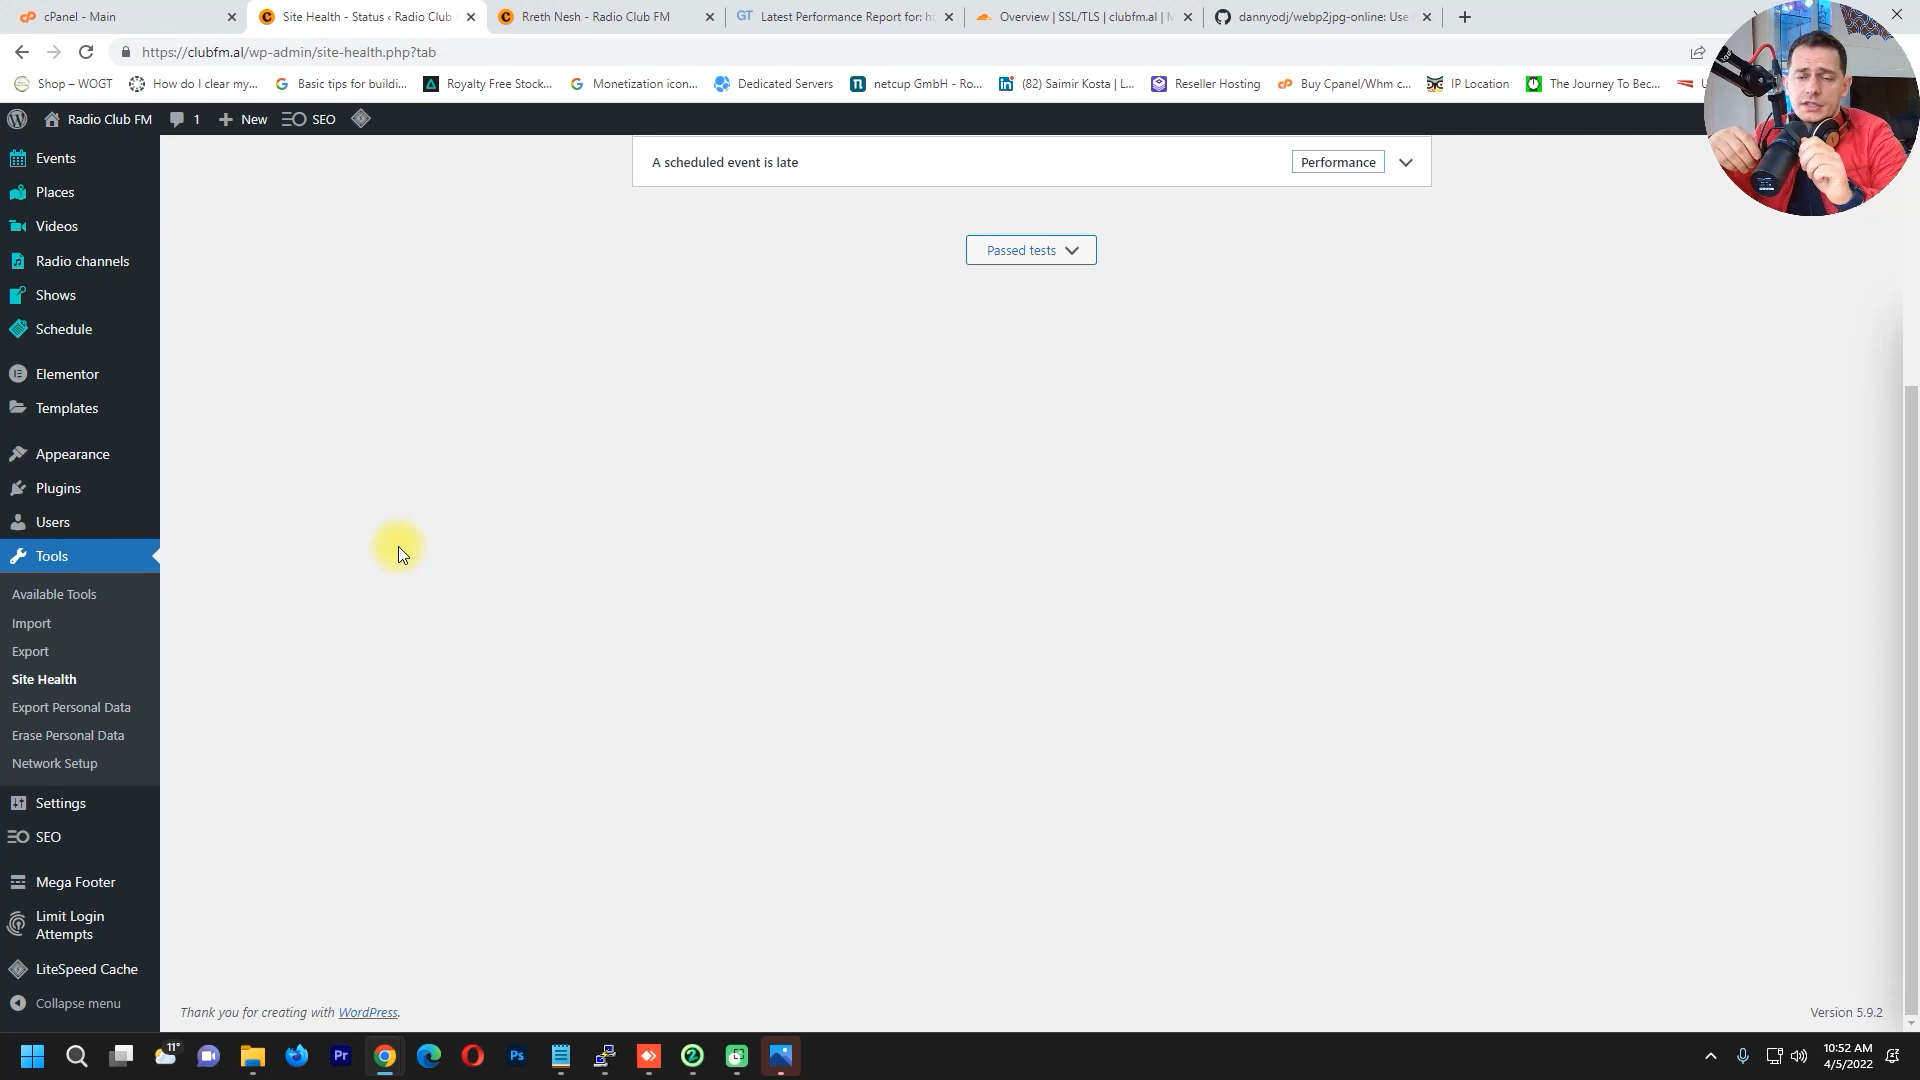 cPanel - Main
Site Health - Status ‹ Radio Club
Rreth Nesh - Radio Club FM
GT
Latest Performance Report for: ht
Overview | SSL/TLS | clubfm.al | M
dannyodj/webp2jpg-online: Use
https://clubfm.al/wp-admin/site-health.php?tab
Shop – WOGT
How do I clear my...
Basic tips for buildi...
Royalty Free Stock...
Monetization icon...
Dedicated Servers
netcup GmbH - Ro...
(82) Saimir Kosta | L...
Reseller Hosting
Buy Cpanel/Whm c...
IP Location
The Journey To Bec...
Radio Club FM
1
New
SEO
Events
Places
Videos
Radio channels
Shows
Schedule
Elementor
Templates
Appearance
Plugins
Users
Tools
Available Tools
Import
Export
Site Health
Export Personal Data
Erase Personal Data
Network Setup
Settings
SEO
Mega Footer
Limit Login
Attempts
LiteSpeed Cache
Collapse menu
A scheduled event is late
Performance
Passed tests
Thank you for creating with WordPress.
Version 5.9.2
11°
Pr
Ps
10:52 AM
4/5/2022